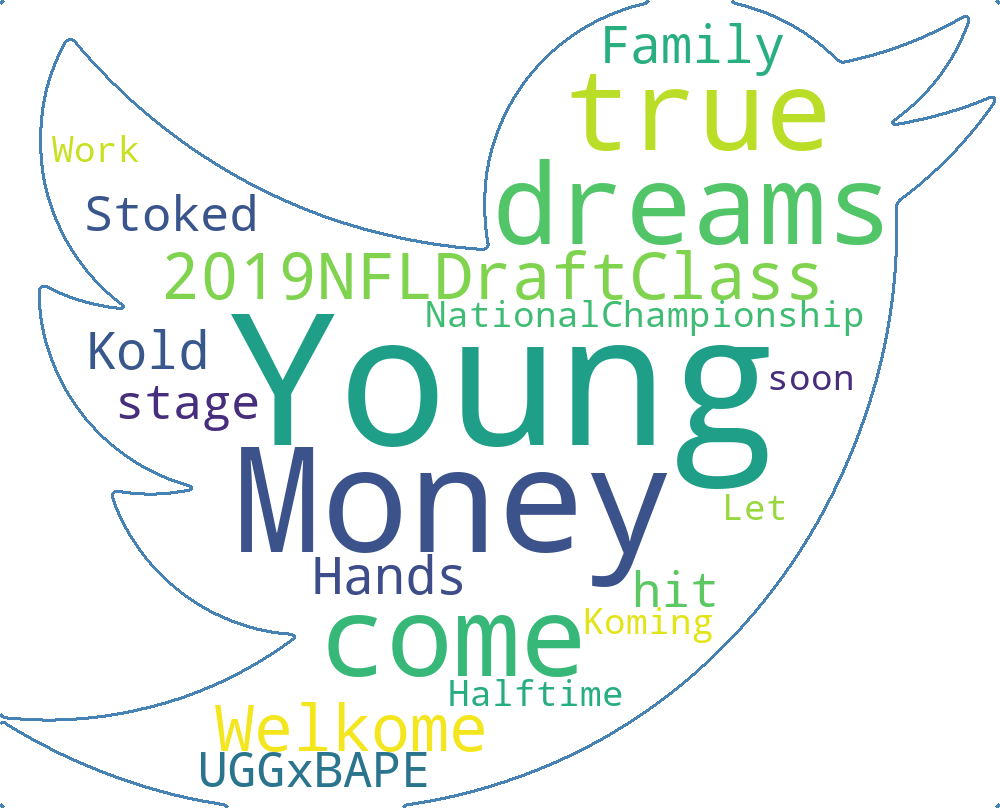 Family
true
Work
dreams
Stoked
2019NFLDraftClass
NationalChampionship
Young
Kold
soon
stage
Money
Let
Hands
hit
Koming
come
Halftime
Welkome
UGGxBAPE